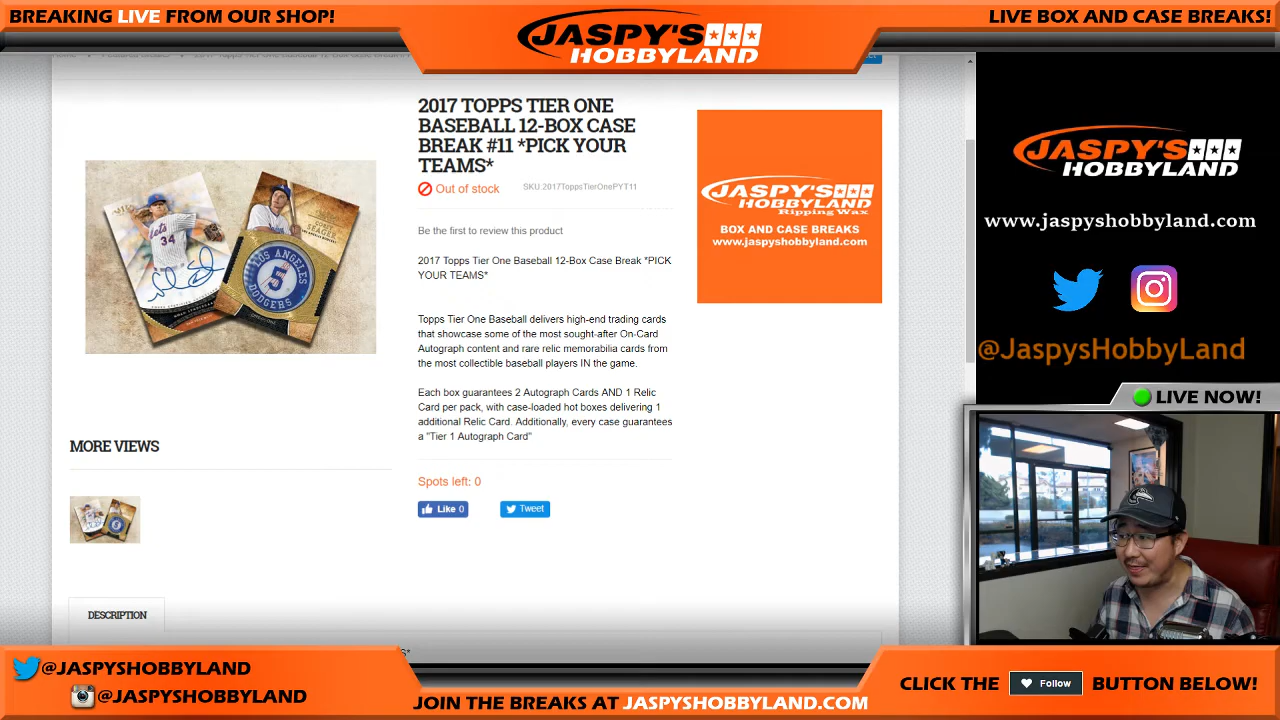 BREAKING LIVE FROM OUR SHOP!
JASPY'S
HOBBYLAND
LIVE BOX AND CASE BREAKS!
2017 TOPPS TIER ONE
BASEBALL 12-BOX CASE
BREAK #11 *PICK YOUR
TEAMS*
Out of stock
SKU:2017ToppsTierOnePYT11
Be the first to review this product
2017 Topps Tier One Baseball 12-Box Case Break *PICK
YOUR TEAMS*
Topps Tier One Baseball delivers high-end trading cards
that showcase some of the most sought-after On-Card
Autograph content and rare relic memorabilia cards from
the most collectible baseball players IN the game.
Each box guarantees 2 Autograph Cards AND 1 Relic
Card per pack, with case-loaded hot boxes delivering 1
additional Relic Card. Additionally, every case guarantees
a "Tier 1 Autograph Card"
Spots left: 0
Like 0
Tweet
Mets
34
SEAGER
LOS ANGELES
5
DODGERS
MORE VIEWS
DESCRIPTION
JASPY'S
HOBBYLAND
Ripping Wax
BOX AND CASE BREAKS
www.jaspyshobbyland.com
JASPY'S
HOBBYLAND
www.jaspyshobbyland.com
@JaspysHobbyLand
LIVE NOW!
@JASPYSHOBBYLAND
@JASPYSHOBBYLAND
JOIN THE BREAKS AT JASPYSHOBBYLAND.COM
CLICK THE Follow BUTTON BELOW!